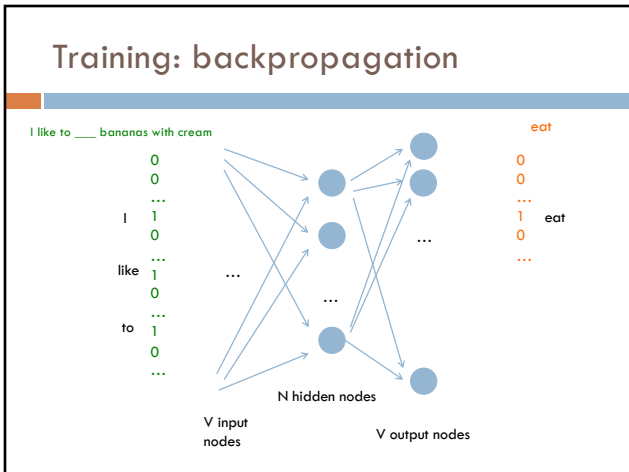 Training: backpropagation
I like to ___ bananas with cream
eat
0
0
...
I 1
0
...
like 1
0
...
to 1
0
...
...
...
...
0
0
...
1 eat
0
...
N hidden nodes
V input
nodes
V output nodes